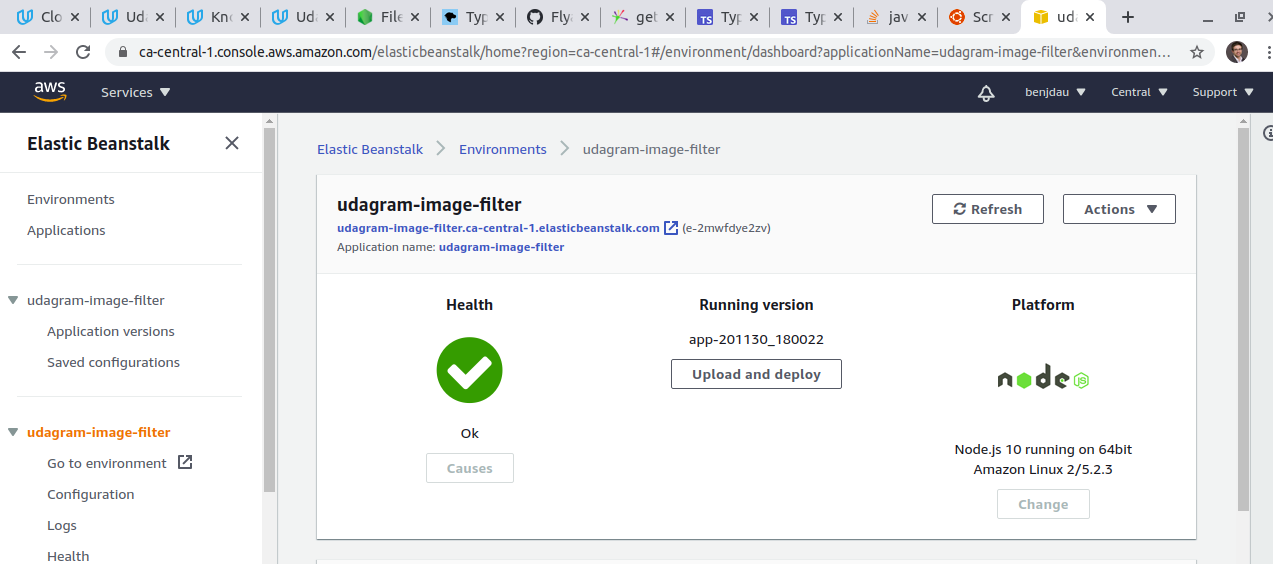 Clo
Uda
Kno
Uda
File
Typ
Flya
get
Typ
Typ
jav
Scr
uda
ca-central-1.console.aws.amazon.com/elasticbeanstalk/home?region=ca-central-1#/environment/dashboard?applicationName=udagram-image-filter&environmen...
aws
Services
benjdau
Central
Support
Elastic Beanstalk
Environments
Applications
udagram-image-filter
Application versions
Saved configurations
udagram-image-filter
Go to environment
Configuration
Logs
Health
Elastic Beanstalk
Environments
udagram-image-filter
udagram-image-filter
udagram-image-filter.ca-central-1.elasticbeanstalk.com (e-2mwfdye2zv)
Application name: udagram-image-filter
Refresh
Actions
Health
Ok
Causes
Running version
app-201130_180022
Upload and deploy
Platform
node JS
Node.js 10 running on 64bit
Amazon Linux 2/5.2.3
Change